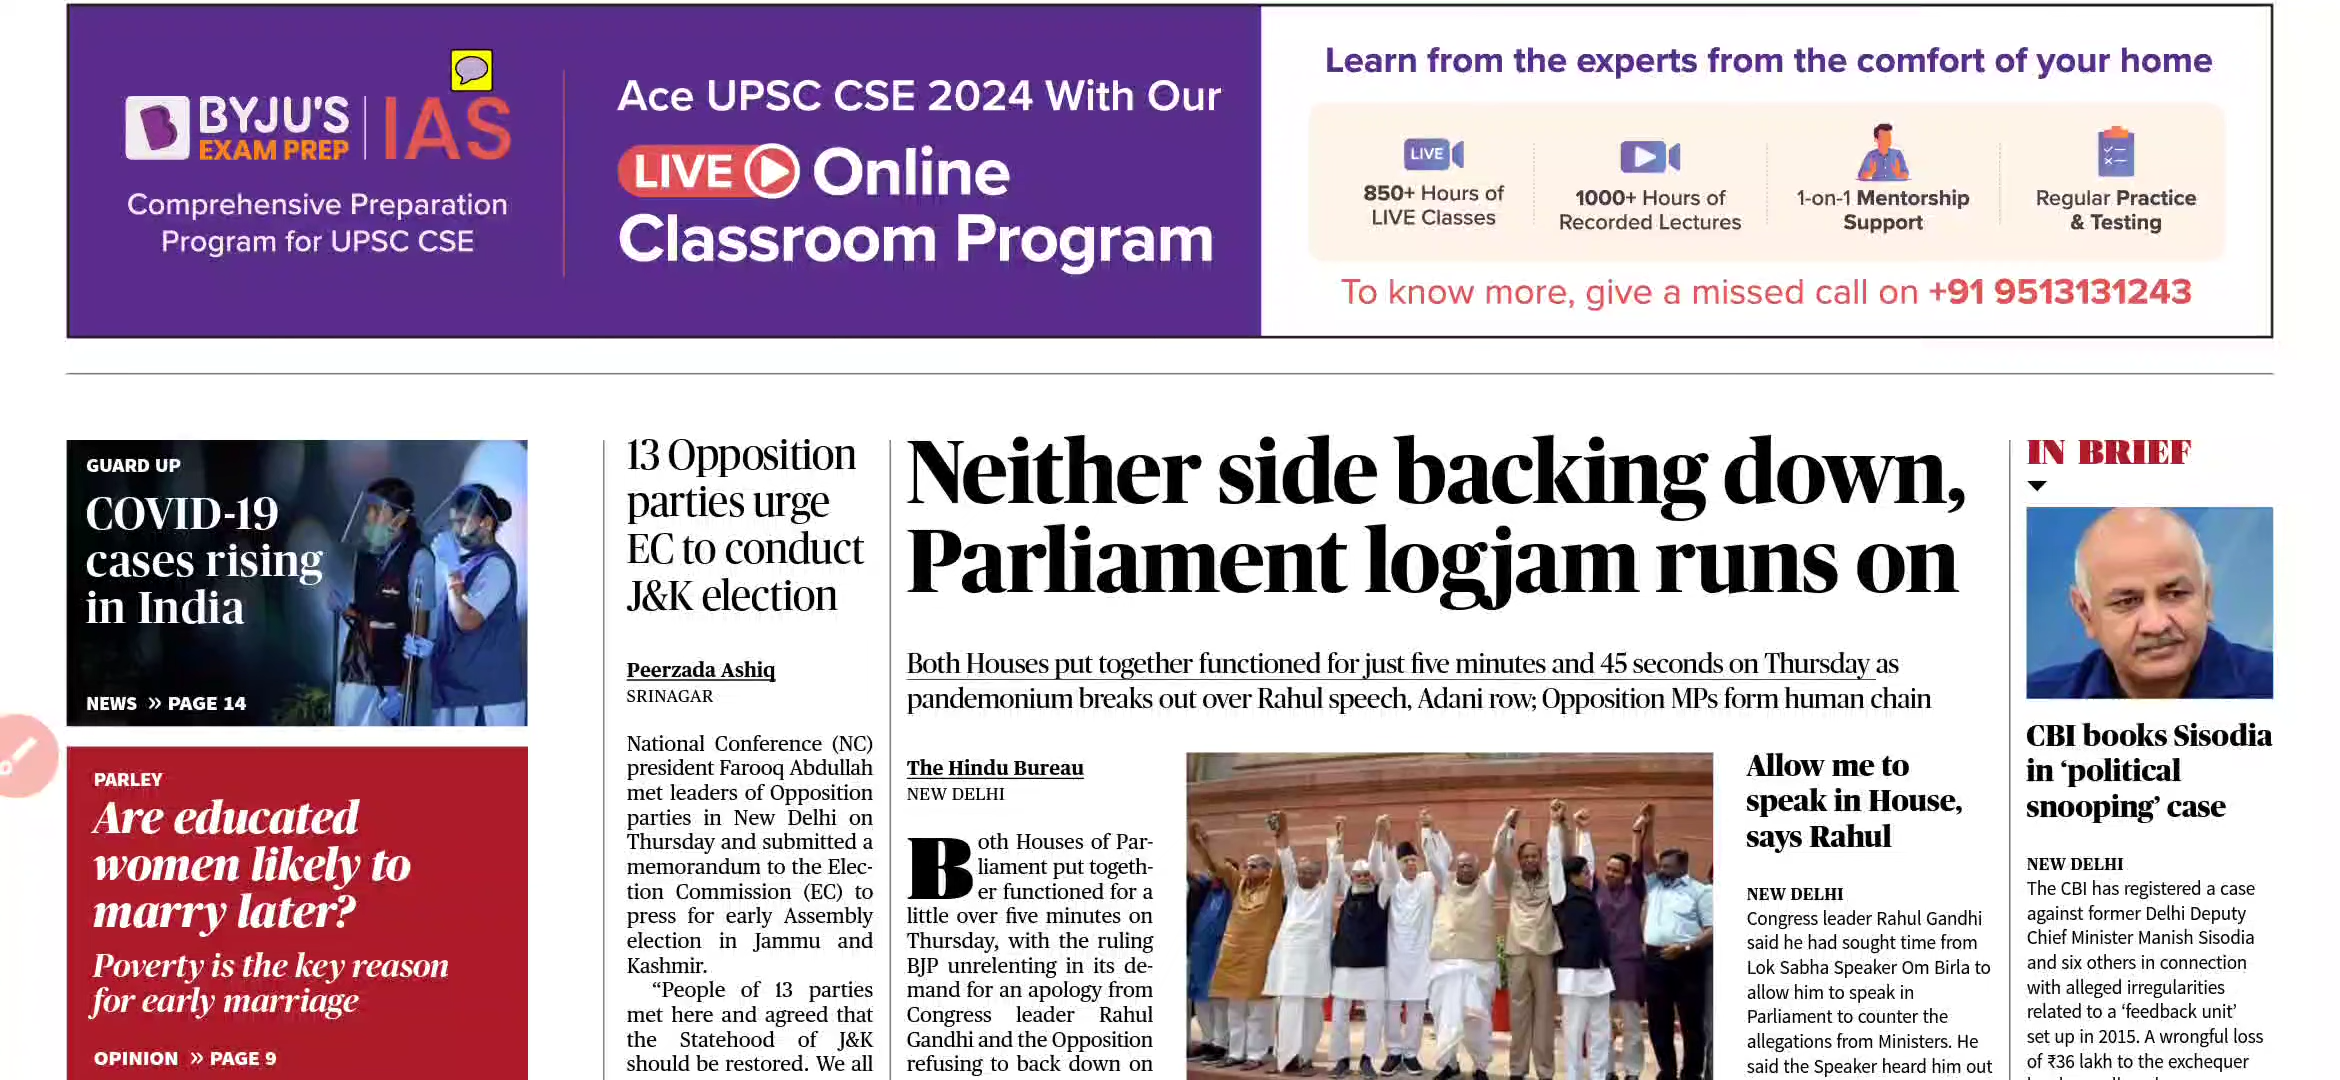 BYJU'S
EXAM PREP
IAS
Comprehensive Preparation
Program for UPSC CSE
Ace UPSC CSE 2024 With Our
LIVE Online
Classroom Program
Learn from the experts from the comfort of your home
LIVE
850+ Hours of
LIVE Classes
1000+ Hours of
Recorded Lectures
1-on-1 Mentorship
Support
Regular Practice
& Testing
To know more, give a missed call on +91 9513131243
GUARD UP
COVID-19
cases rising
in India
NEWS » PAGE 14
PARLEY
Are educated
women likely to
marry later?
Poverty is the key reason
for early marriage
OPINION » PAGE 9
13 Opposition
parties urge
EC to conduct
J&K election
Peerzada Ashiq
SRINAGAR
National Conference (NC)
president Farooq Abdullah
met leaders of Opposition
parties in New Delhi on
Thursday and submitted a
memorandum to the Elec-
tion Commission (EC) to
press for early Assembly
election in Jammu and
Kashmir.
“People of 13 parties
met here and agreed that
the Statehood of J&K
should be restored. We all
Neither side backing down,
Parliament logjam runs on
Both Houses put together functioned for just five minutes and 45 seconds on Thursday as
pandemonium breaks out over Rahul speech, Adani row; Opposition MPs form human chain
The Hindu Bureau
NEW DELHI
Both Houses of Par-
liament put togeth-
er functioned for a
little over five minutes on
Thursday, with the ruling
BJP unrelenting in its de-
mand for an apology from
Congress leader Rahul
Gandhi and the Opposition
refusing to back down on
Allow me to
speak in House,
says Rahul
NEW DELHI
Congress leader Rahul Gandhi
said he had sought time from
Lok Sabha Speaker Om Birla to
allow him to speak in
Parliament to counter the
allegations from Ministers. He
said the Speaker heard him out
IN BRIEF
CBI books Sisodia
in ‘political
snooping’ case
NEW DELHI
The CBI has registered a case
against former Delhi Deputy
Chief Minister Manish Sisodia
and six others in connection
with alleged irregularities
related to a ‘feedback unit’
set up in 2015. A wrongful loss
of ₹36 lakh to the exchequer